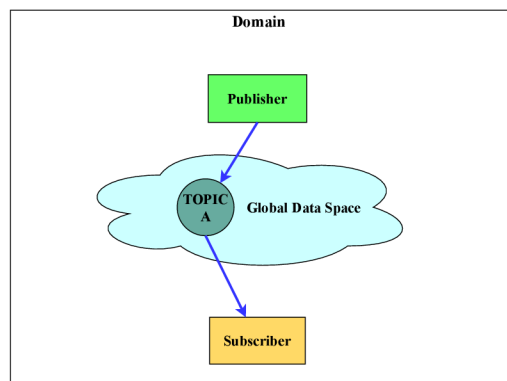 Domain
Publisher
TOPIC
A
Global Data Space
Subscriber